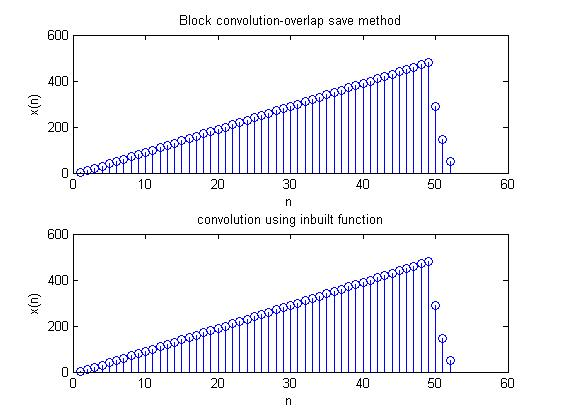 Block convolution-overlap save method
600
400
200
0
x(n)
0 10 20 30 40 50 60
n
convolution using inbuilt function
600
400
200
0
x(n)
0 10 20 30 40 50 60
n